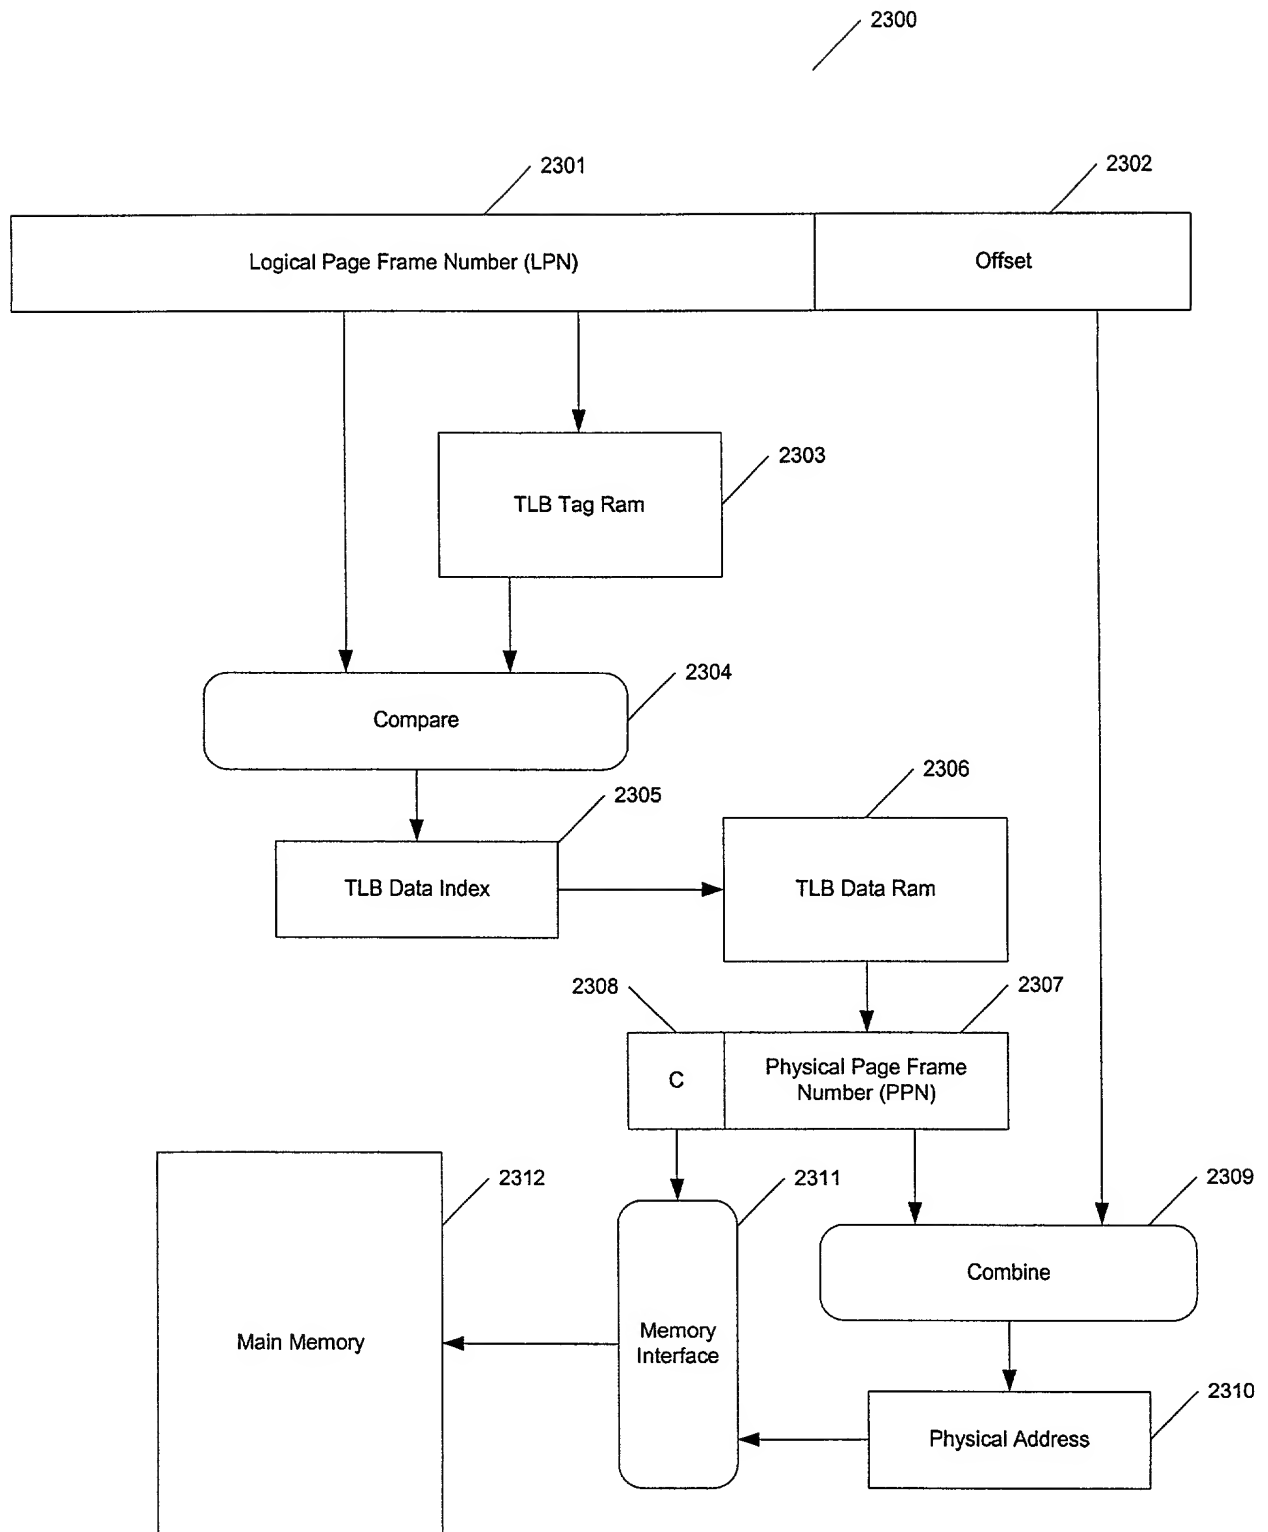 2300
2301
2302
Logical Page Frame Number (LPN)
Offset
2303
TLB Tag Ram
2304
Compare
2305
2306
TLB Data Index
TLB Data Ram
2308
2307
C
Physical Page Frame
Number (PPN)
2312
2311
2309
Combine
Main Memory
Memory
Interface
2310
Physical Address